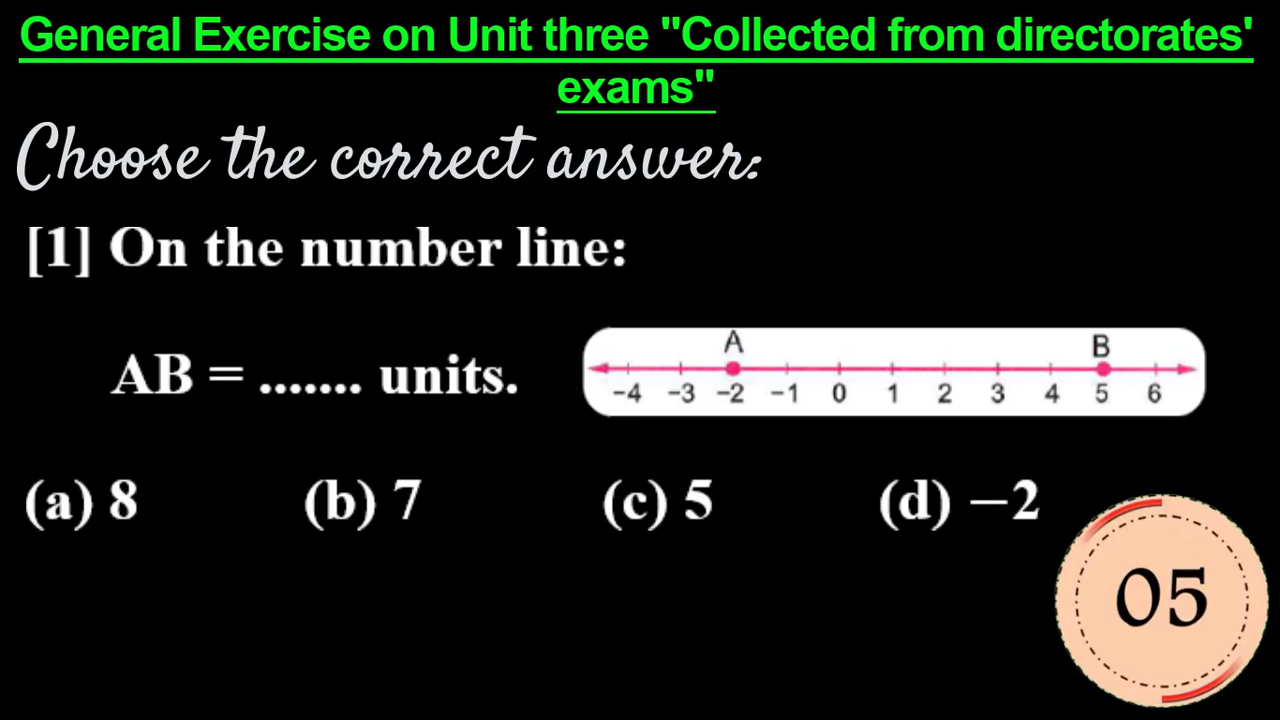 General Exercise on Unit three "Collected from directorates'
exams"
Choose the correct answer:
[1] On the number line:
AB = ....... units.
A B
−4 −3 −2 −1 0 1 2 3 4 5 6
(a) 8 (b) 7 (c) 5 (d) −2
05